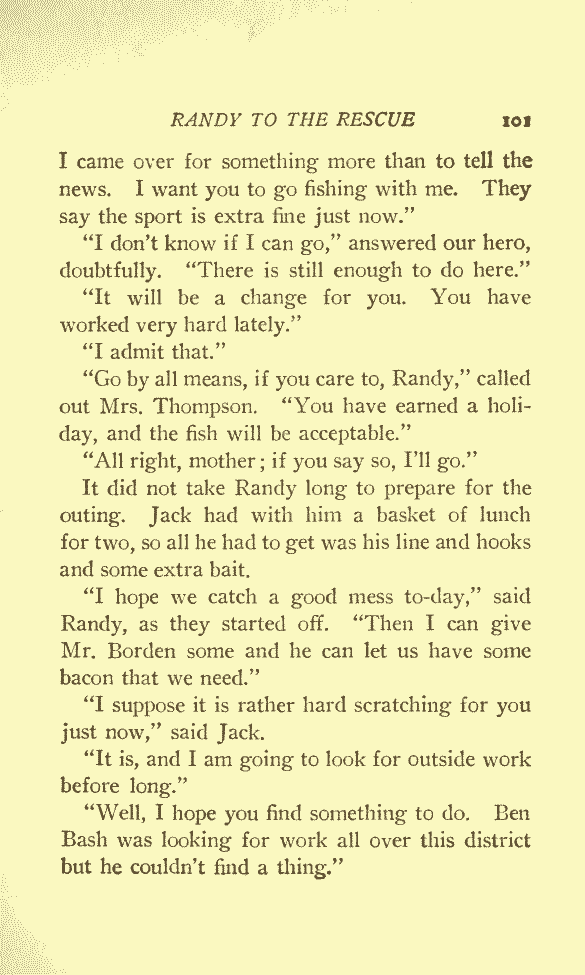 RANDY TO THE RESCUE 101
I came over for something more than to tell the
news. I want you to go fishing with me. They
say the sport is extra fine just now.”
“I don’t know if I can go,” answered our hero,
doubtfully. “There is still enough to do here.”
“It will be a change for you. You have
worked very hard lately.”
“I admit that.”
“Go by all means, if you care to, Randy,” called
out Mrs. Thompson. “You have earned a holi-
day, and the fish will be acceptable.”
“All right, mother; if you say so, I’ll go.”
It did not take Randy long to prepare for the
outing. Jack had with him a basket of lunch
for two, so all he had to get was his line and hooks
and some extra bait.
“I hope we catch a good mess to-day,” said
Randy, as they started off. “Then I can give
Mr. Borden some and he can let us have some
bacon that we need.”
“I suppose it is rather hard scratching for you
just now,” said Jack.
“It is, and I am going to look for outside work
before long.”
“Well, I hope you find something to do. Ben
Bash was looking for work all over this district
but he couldn’t find a thing.”